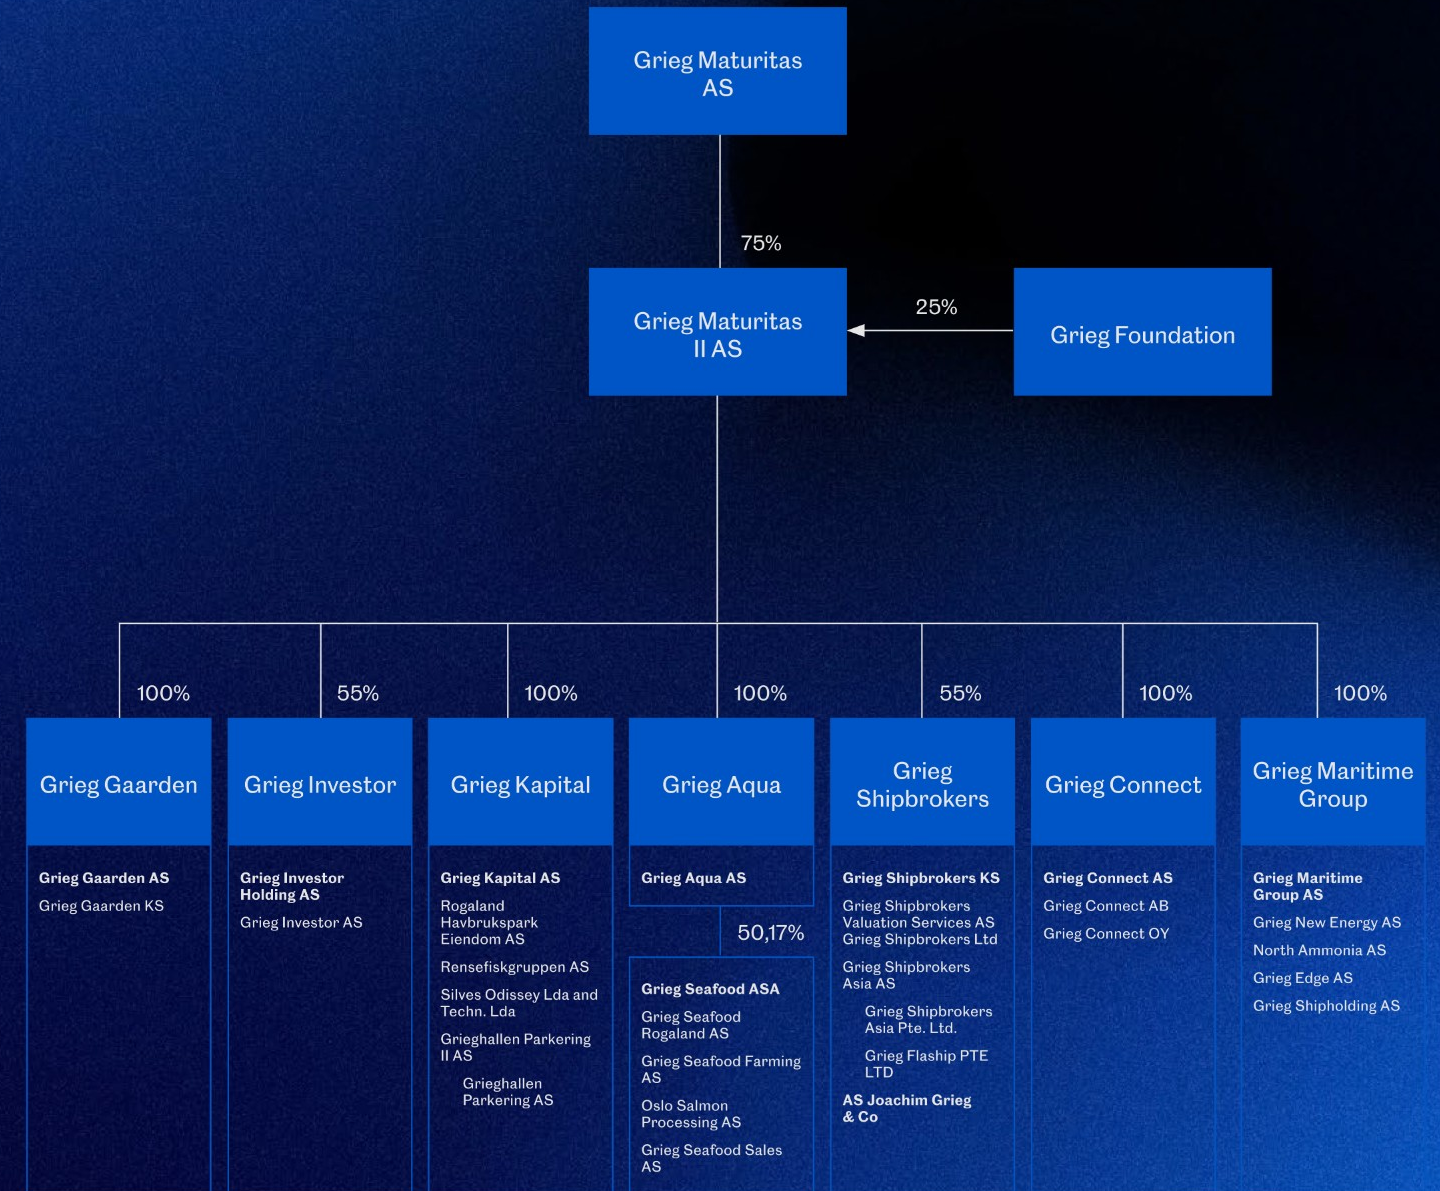 Grieg Maturitas
AS
75%
Grieg Maturitas
II AS
25%
Grieg Foundation
100%
55%
100%
100%
55%
100%
100%
Grieg Gaarden
Grieg Gaarden AS
Grieg Gaarden KS
Grieg Investor
Grieg Investor
Holding AS
Grieg Investor AS
Grieg Kapital
Grieg Kapital AS
Rogaland
Havbrukspark
Eiendom AS
Rensefiskgruppen AS
Silves Odissey Lda and
Techn. Lda
Grieghallen Parkering
II AS
Grieghallen
Parkering AS
Grieg Aqua
Grieg Aqua AS
50,17%
Grieg Seafood ASA
Grieg Seafood
Rogaland AS
Grieg Seafood Farming
AS
Oslo Salmon
Processing AS
Grieg Seafood Sales
AS
Grieg
Shipbrokers
Grieg Shipbrokers KS
Grieg Shipbrokers
Valuation Services AS
Grieg Shipbrokers Ltd
Grieg Shipbrokers
Asia AS
Grieg Shipbrokers
Asia Pte. Ltd.
Grieg Flaship PTE
LTD
AS Joachim Grieg
& Co
Grieg Connect
Grieg Connect AS
Grieg Connect AB
Grieg Connect OY
Grieg Maritime
Group
Grieg Maritime
Group AS
Grieg New Energy AS
North Ammonia AS
Grieg Edge AS
Grieg Shipholding AS